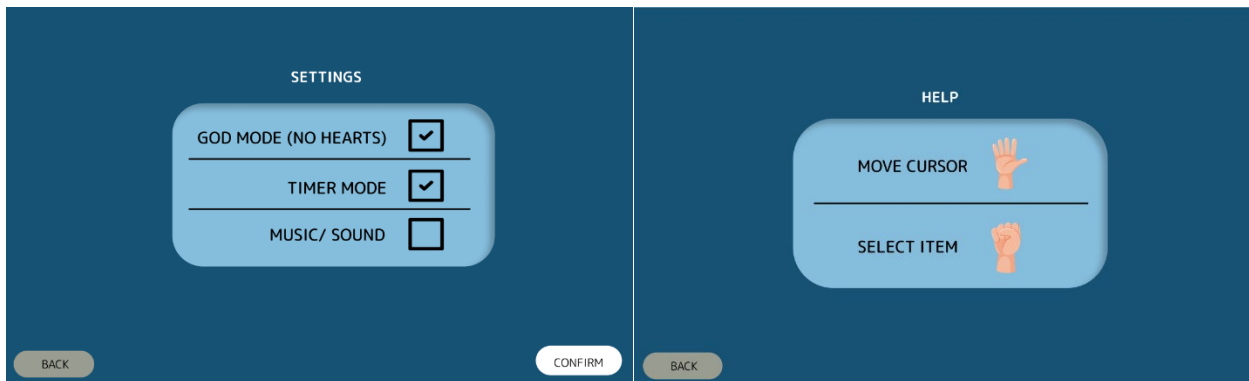 SETTINGS
GOD MODE (NO HEARTS)
TIMER MODE
MUSIC/ SOUND
BACK
CONFIRM
HELP
MOVE CURSOR
SELECT ITEM
BACK